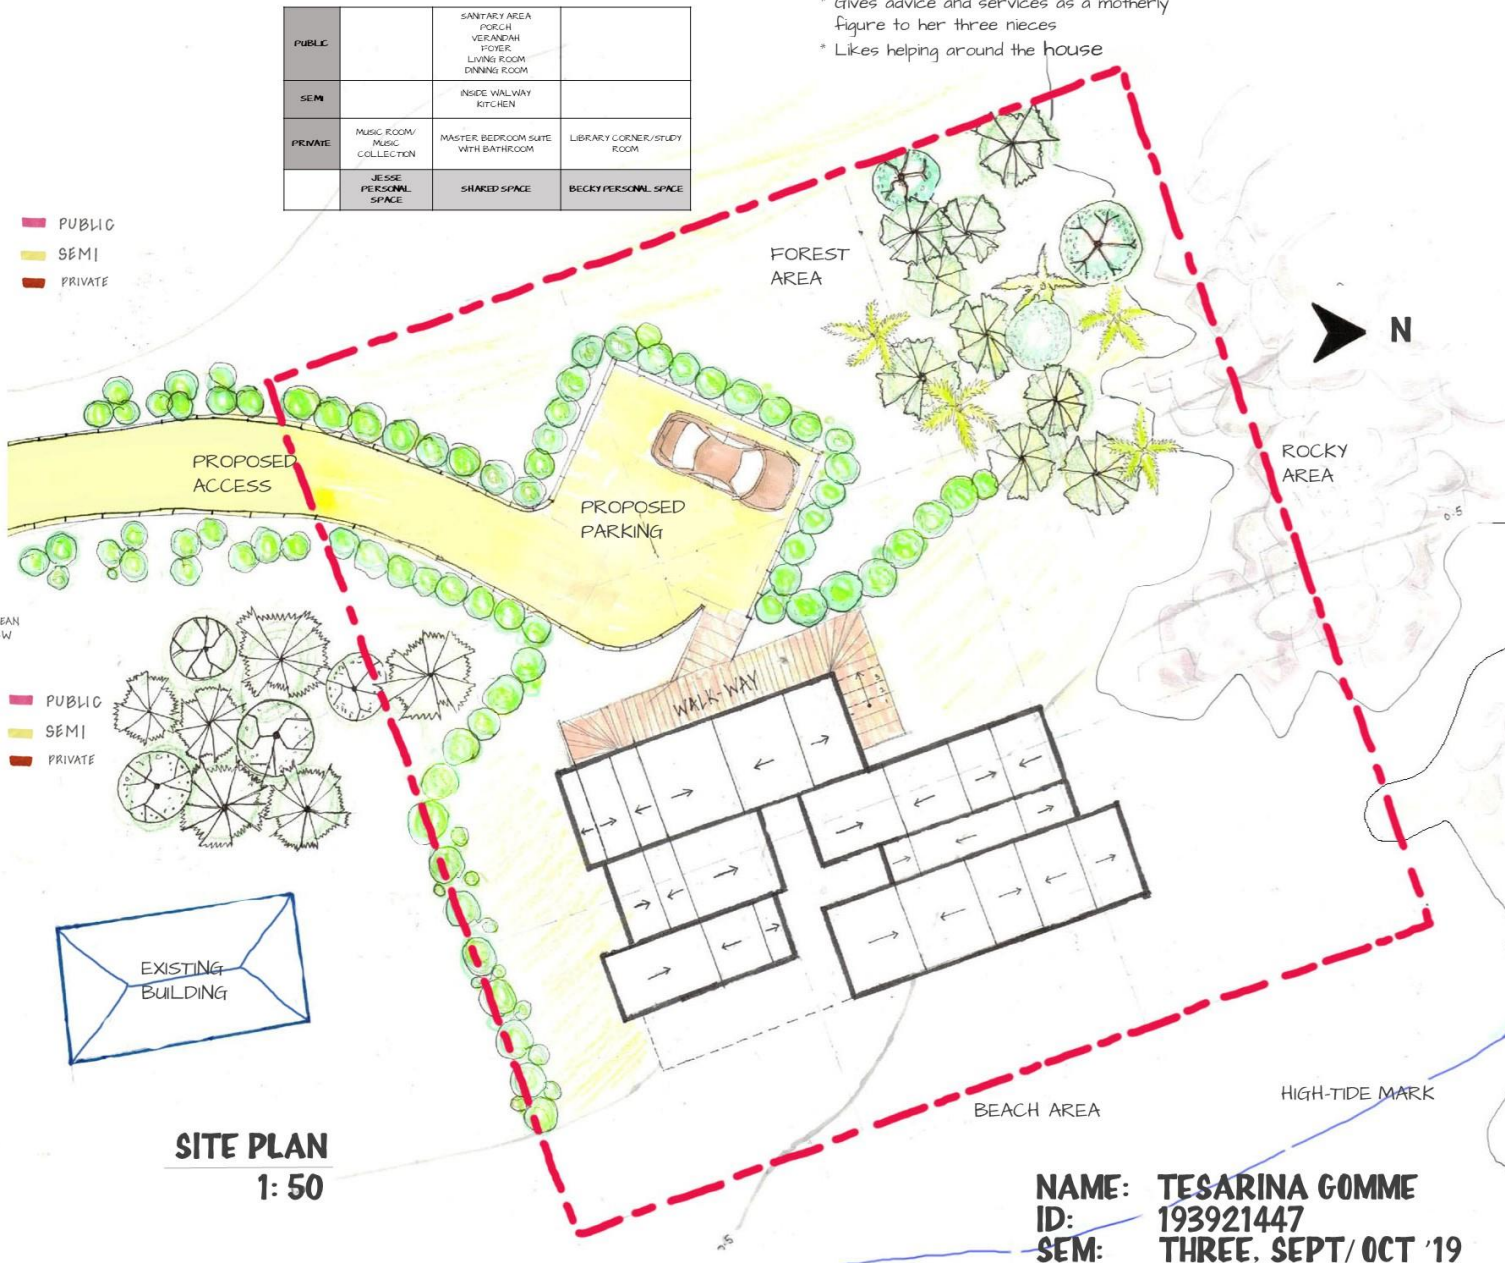 * Gives advice and services as a motherly
figure to her three nieces
* Likes helping around the house
PUBLIC
SANITARY AREA
PORCH
VERANDAH
FOYER
LIVING ROOM
DINNING ROOM
SEMI
INSIDE WALWAY
KITCHEN
PRIVATE
MUSIC ROOM/
MUSIC
COLLECTION
MASTER BEDROOM SUITE
WITH BATHROOM
LIBRARY CORNER/STUDY
ROOM
JESSE
PERSONAL
SPACE
SHARED SPACE
BECKY PERSONAL SPACE
PUBLIC
SEMI
PRIVATE
FOREST
AREA
N
PROPOSED
ACCESS
PROPOSED
PARKING
ROCKY
AREA
0.5
EAN
W
WALK-WAY
PUBLIC
SEMI
PRIVATE
EXISTING
BUILDING
BEACH AREA
HIGH-TIDE MARK
SITE PLAN
1:50
NAME: TESARINA GOMME
ID: 193921447
SEM: THREE, SEPT/OCT '19